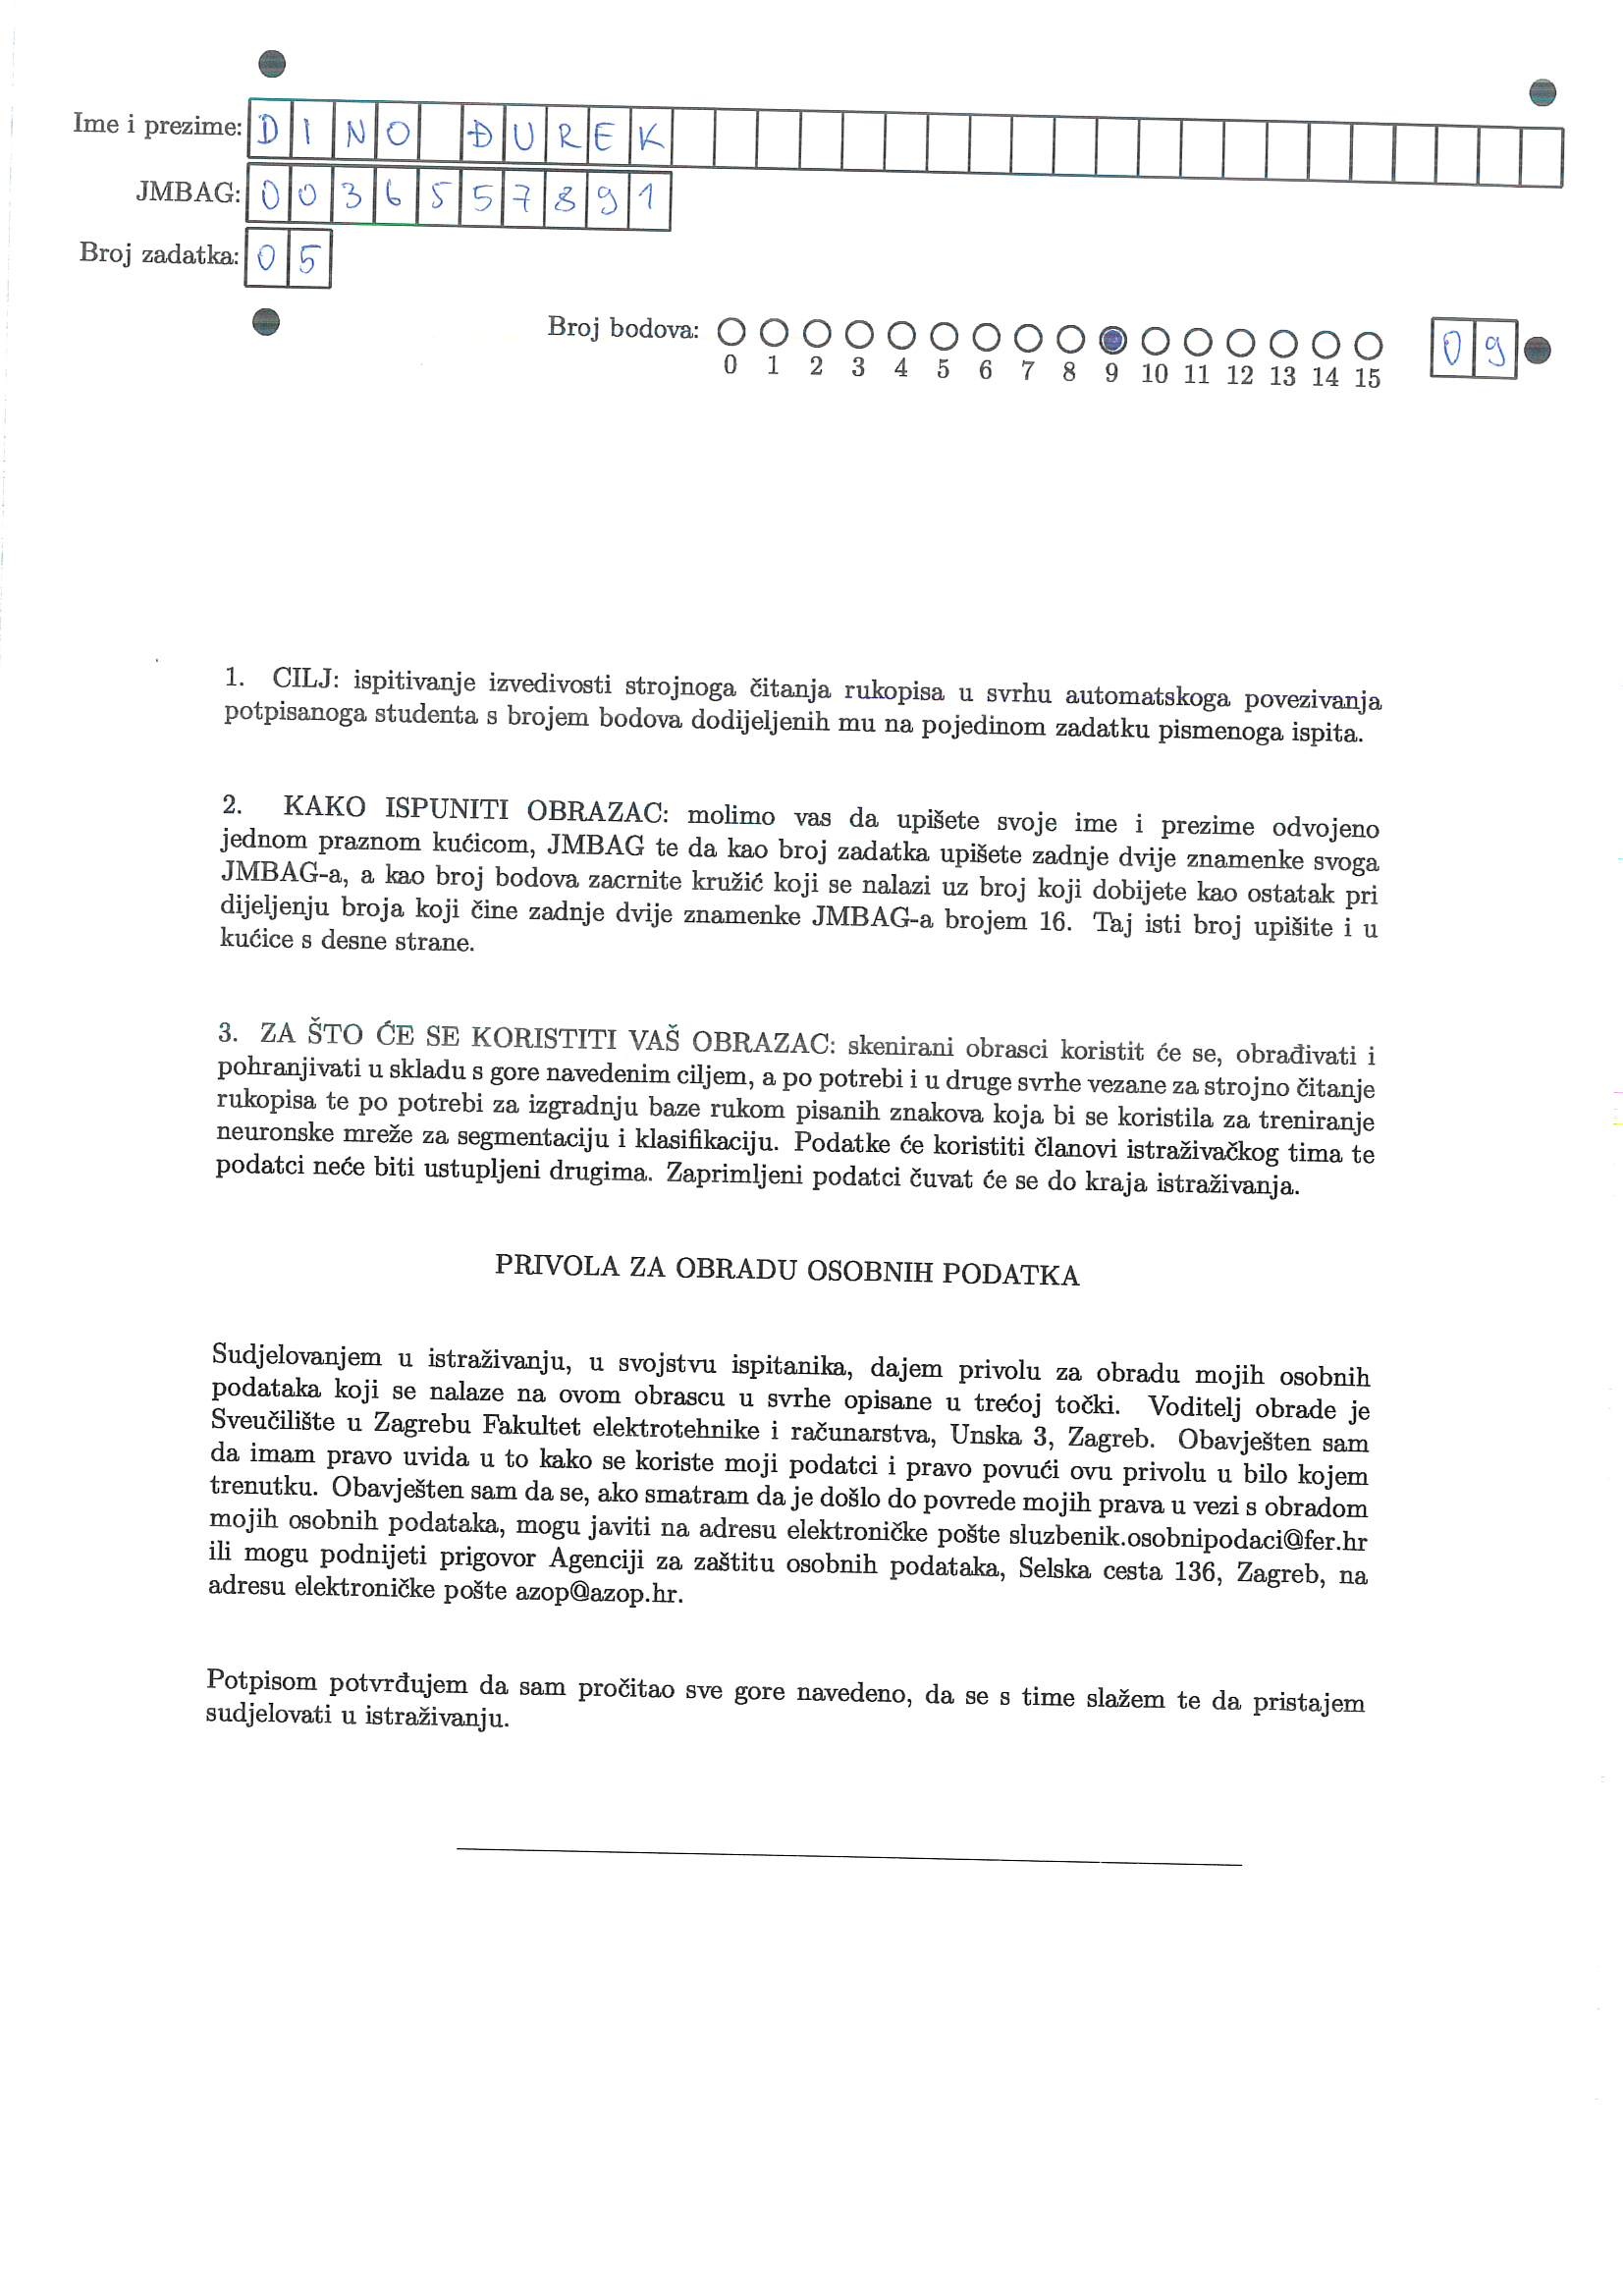 Ime i prezime: DINO ĐUREK
JMBAG: 0036557891
Broj zadatka: 05
Broj bodova: 09
0 1 2 3 4 5 6 7 8 9 10 11 12 13 14 15
1. CILJ: ispitivanje izvedivosti strojnoga čitanja rukopisa u svrhu automatskoga povezivanja
potpisanoga studenta s brojem bodova dodijeljenih mu na pojedinom zadatku pismenoga ispita.
2. KAKO ISPUNITI OBRAZAC: molimo vas da upišete svoje ime i prezime odvojeno
jednom praznom kućicom, JMBAG te da kao broj zadatka upišete zadnje dvije znamenke svoga
JMBAG-a, a kao broj bodova zacrnite kružić koji se nalazi uz broj koji dobijete kao ostatak pri
dijeljenju broja koji čine zadnje dvije znamenke JMBAG-a brojem 16. Taj isti broj upišite i u
kućice s desne strane.
3. ZA ŠTO ĆE SE KORISTITI VAŠ OBRAZAC: skenirani obrasci koristit će se, obrađivati i
pohranjivati u skladu s gore navedenim ciljem, a po potrebi i u druge svrhe vezane za strojno čitanje
rukopisa te po potrebi za izgradnju baze rukom pisanih znakova koja bi se koristila za treniranje
neuronske mreže za segmentaciju i klasifikaciju. Podatke će koristiti članovi istraživačkog tima te
podatci neće biti ustupljeni drugima. Zaprimljeni podatci čuvat će se do kraja istraživanja.
PRIVOLA ZA OBRADU OSOBNIH PODATKA
Sudjelovanjem u istraživanju, u svojstvu ispitanika, dajem privolu za obradu mojih osobnih
podataka koji se nalaze na ovom obrascu u svrhe opisane u trećoj točki. Voditelj obrade je
Sveučilište u Zagrebu Fakultet elektrotehnike i računarstva, Unska 3, Zagreb. Obavješten sam
da imam pravo uvida u to kako se koriste moji podatci i pravo povući ovu privolu u bilo kojem
trenutku. Obavješten sam da se, ako smatram da je došlo do povrede mojih prava u vezi s obradom
mojih osobnih podataka, mogu javiti na adresu elektroničke pošte sluzbenik.osobnipodaci@fer.hr
ili mogu podnijeti prigovor Agenciji za zaštitu osobnih podataka, Selska cesta 136, Zagreb, na
adresu elektroničke pošte azop@azop.hr.
Potpisom potvrđujem da sam pročitao sve gore navedeno, da se s time slažem te da pristajem
sudjelovati u istraživanju.